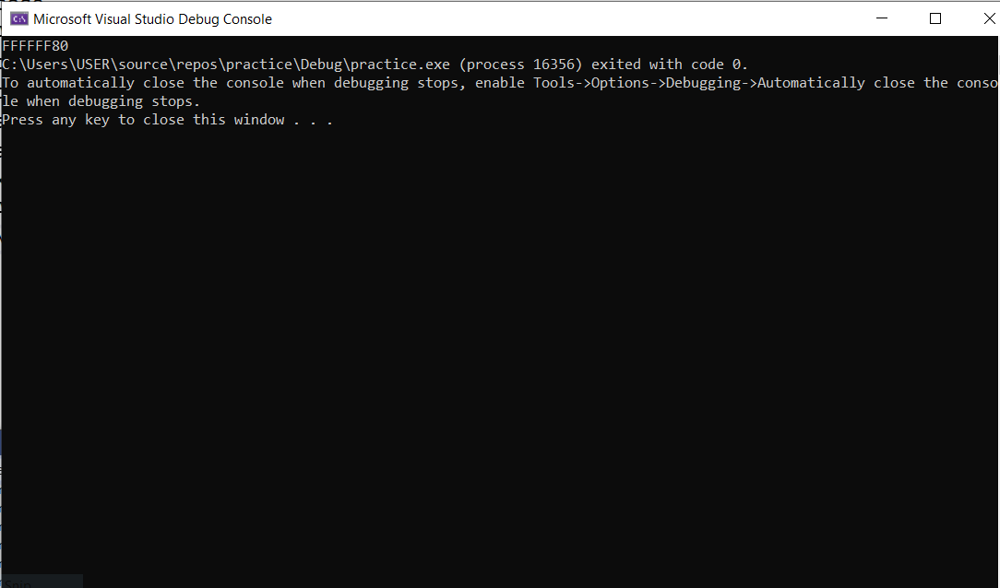 Microsoft Visual Studio Debug Console
FFFFFF80
C:\Users\USER\source\repos\practice\Debug\practice.exe (process 16356) exited with code 0.
To automatically close the console when debugging stops, enable Tools->Options->Debugging->Automatically close the conso
le when debugging stops.
Press any key to close this window . . .